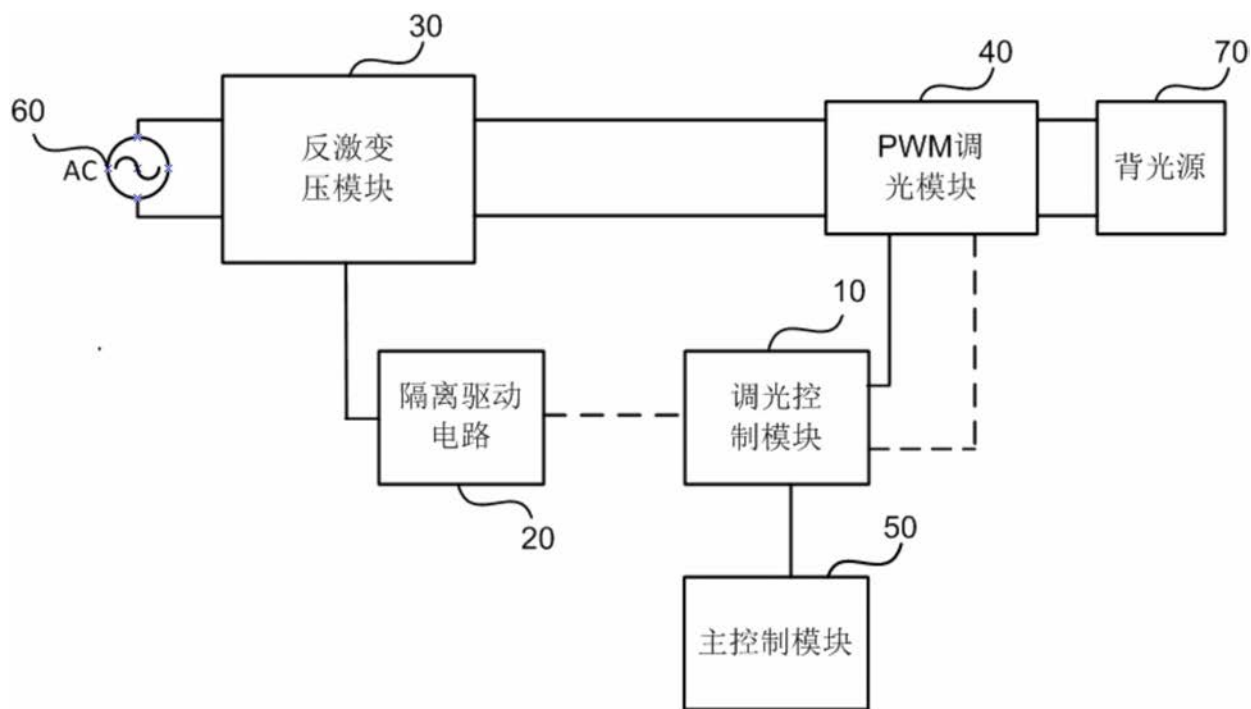 30
40
70
60
AC
反激变
压模块
PWM调
光模块
背光源
10
隔离驱动
电路
调光控
制模块
20
50
主控制模块